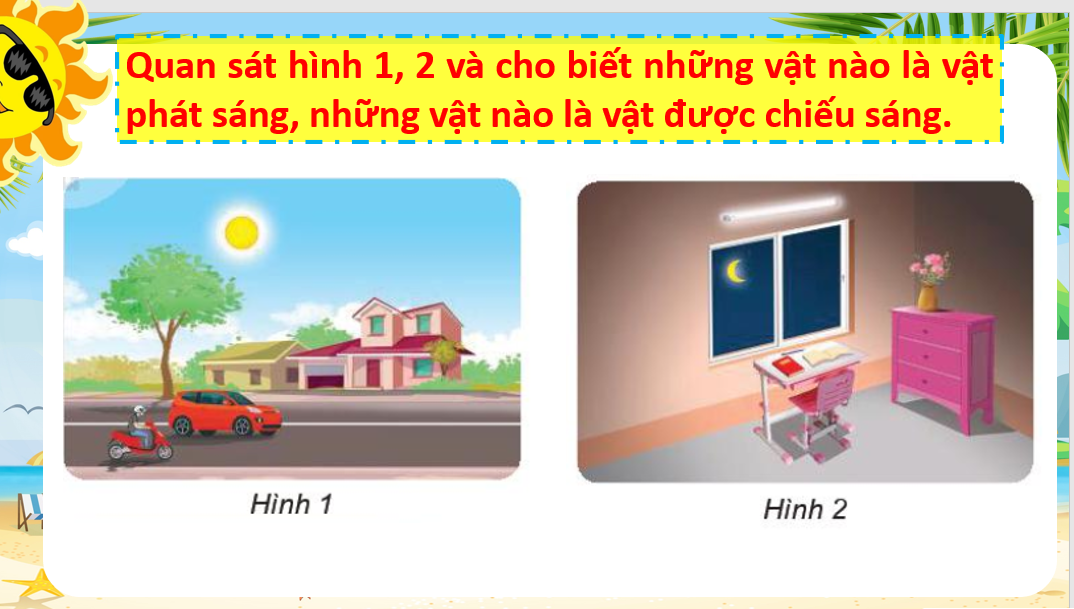 Quan sát hình 1, 2 và cho biết những vật nào là vật
phát sáng, những vật nào là vật được chiếu sáng.
Hình 1
Hình 2